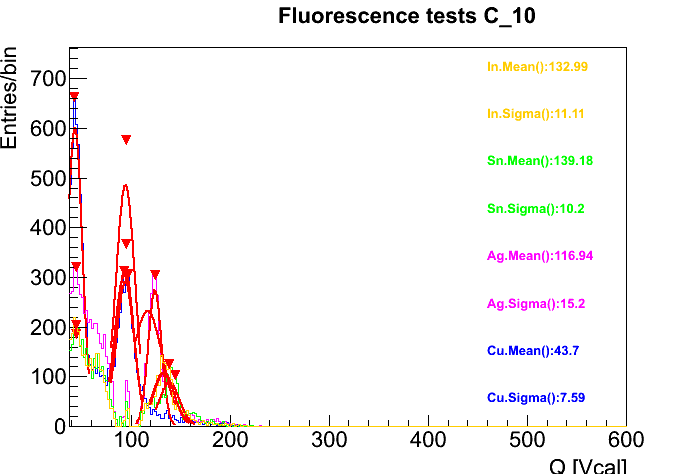 Fluorescence tests C_10
Entries/bin
700
600
500
400
300
200
100
0
100
200
300
400
500
600
Q [Vcal]
In.Mean():132.99
In.Sigma():11.11
Sn.Mean():139.18
Sn.Sigma():10.2
Ag.Mean():116.94
Ag.Sigma():15.2
Cu.Mean():43.7
Cu.Sigma():7.59